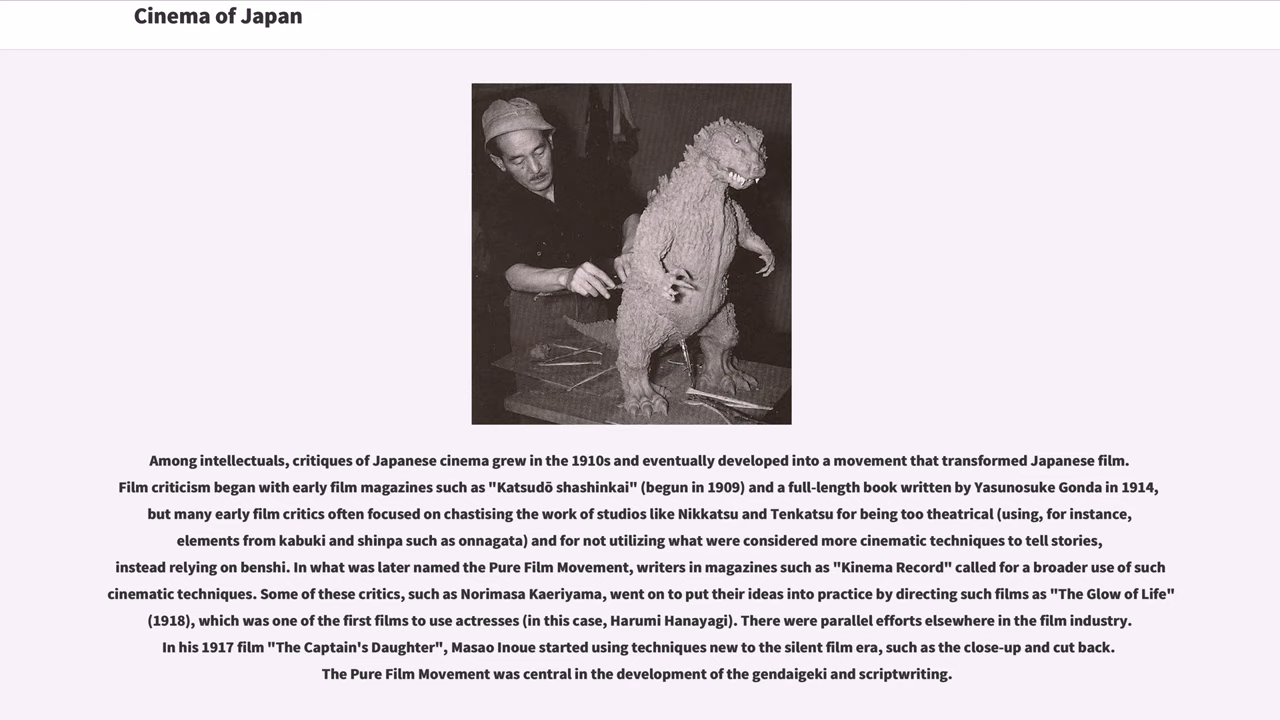 Cinema of Japan
Among intellectuals, critiques of Japanese cinema grew in the 1910s and eventually developed into a movement that transformed Japanese film.
Film criticism began with early film magazines such as "Katsudō shashinkai" (begun in 1909) and a full-length book written by Yasunosuke Gonda in 1914,
but many early film critics often focused on chastising the work of studios like Nikkatsu and Tenkatsu for being too theatrical (using, for instance,
elements from kabuki and shinpa such as onnagata) and for not utilizing what were considered more cinematic techniques to tell stories,
instead relying on benshi. In what was later named the Pure Film Movement, writers in magazines such as "Kinema Record" called for a broader use of such
cinematic techniques. Some of these critics, such as Norimasa Kaeriyama, went on to put their ideas into practice by directing such films as "The Glow of Life"
(1918), which was one of the first films to use actresses (in this case, Harumi Hanayagi). There were parallel efforts elsewhere in the film industry.
In his 1917 film "The Captain's Daughter", Masao Inoue started using techniques new to the silent film era, such as the close-up and cut back.
The Pure Film Movement was central in the development of the gendaigeki and scriptwriting.